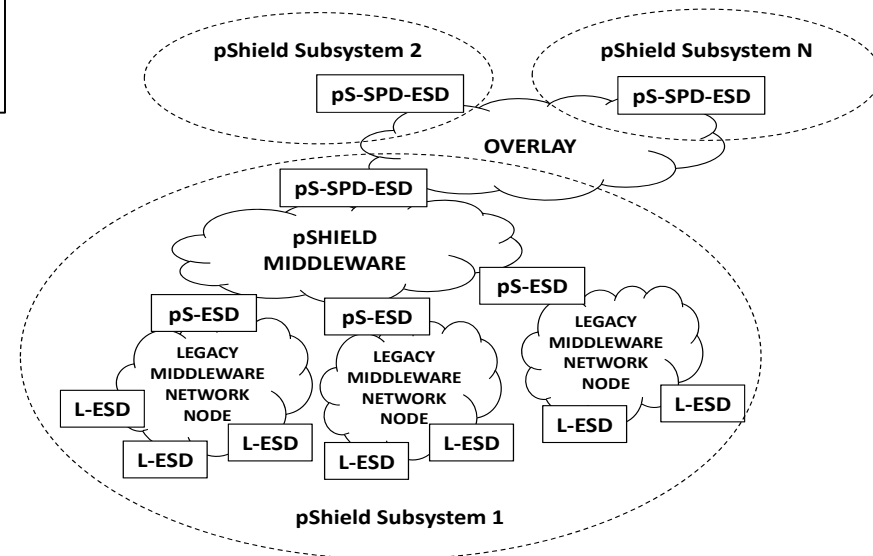 pShield Subsystem 2
pShield Subsystem N
pS-SPD-ESD
pS-SPD-ESD
OVERLAY
pS-SPD-ESD
pSHIELD
MIDDLEWARE
pS-ESD
pS-ESD
pS-ESD
LEGACY
MIDDLEWARE
NETWORK
NODE
LEGACY
MIDDLEWARE
NETWORK
NODE
LEGACY
MIDDLEWARE
NETWORK
NODE
L-ESD
L-ESD
L-ESD
L-ESD
L-ESD
L-ESD
L-ESD
pShield Subsystem 1